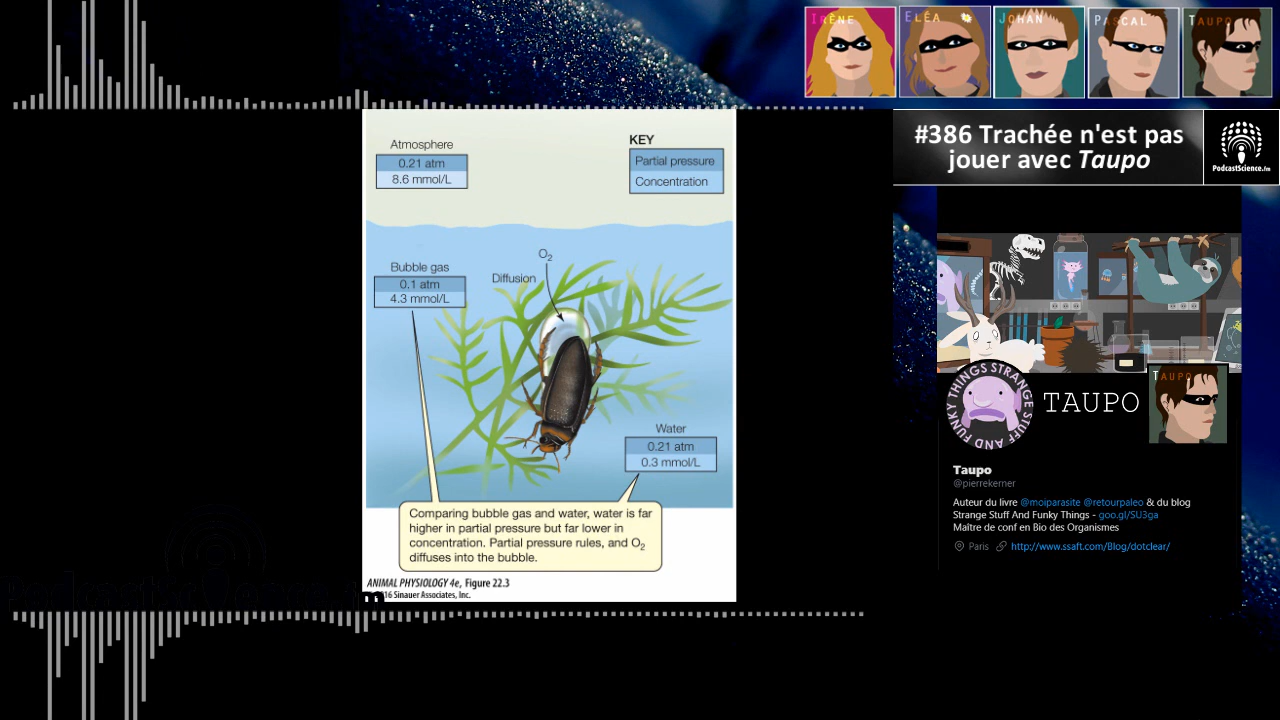 IRÈNE
ELÉA
JOHAN
PASCAL
TAUPO
#386 Trachée n'est pas
jouer avec Taupo
PodcastScience.fm
Atmosphere
0.21 atm
8.6 mmol/L
KEY
Partial pressure
Concentration
O2
Diffusion
Bubble gas
0.1 atm
4.3 mmol/L
Water
0.21 atm
0.3 mmol/L
Comparing bubble gas and water, water is far
higher in partial pressure but far lower in
concentration. Partial pressure rules, and O2
diffuses into the bubble.
ANIMAL PHYSIOLOGY 4e, Figure 22.3
16 Sinauer Associates, Inc.
STRANGE STUFF AND FUNKY THINGS
TAUPO
TAUPO
Taupo
@pierrekerner
Auteur du livre @moiparasite @retourpaleo & du blog
Strange Stuff And Funky Things - goo.gl/SU3ga
Maître de conf en Bio des Organismes
Paris http://www.ssaft.com/Blog/dotclear/